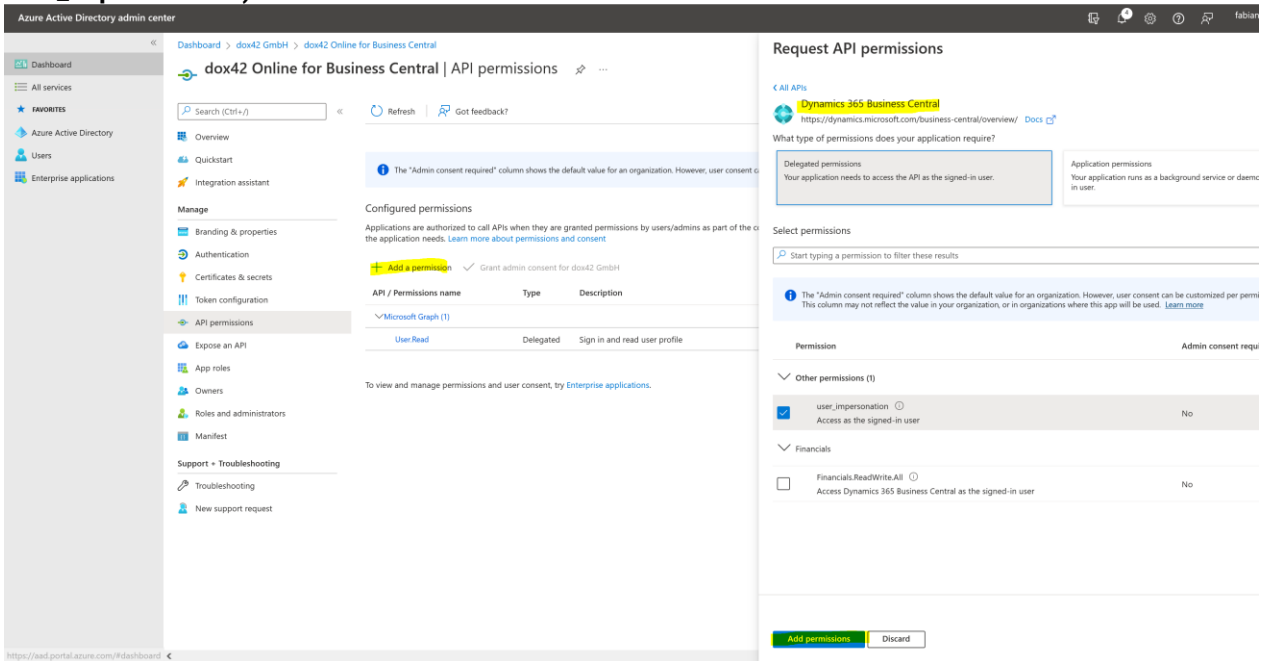 Azure Active Directory admin center
fabian
«
Dashboard
All services
FAVORITES
Azure Active Directory
Users
Enterprise applications
Dashboard > dox42 GmbH > dox42 Online for Business Central
dox42 Online for Business Central | API permissions ...
Search (Ctrl+/) «
Overview
Quickstart
Integration assistant
Manage
Branding & properties
Authentication
Certificates & secrets
Token configuration
API permissions
Expose an API
App roles
Owners
Roles and administrators
Manifest
Support + Troubleshooting
Troubleshooting
New support request
Refresh | Got feedback?
The "Admin consent required" column shows the default value for an organization. However, user consent c
Configured permissions
Applications are authorized to call APIs when they are granted permissions by users/admins as part of the c
the application needs. Learn more about permissions and consent
+ Add a permission ✓ Grant admin consent for dox42 GmbH
API / Permissions name Type Description
Microsoft Graph (1)
User.Read Delegated Sign in and read user profile
To view and manage permissions and user consent, try Enterprise applications.
Request API permissions
< All APIs
Dynamics 365 Business Central
https://dynamics.microsoft.com/business-central/overview/ Docs
What type of permissions does your application require?
Delegated permissions
Your application needs to access the API as the signed-in user.
Application permissions
Your application runs as a background service or daemo
in user.
Select permissions
Start typing a permission to filter these results
The "Admin consent required" column shows the default value for an organization. However, user consent can be customized per permi
This column may not reflect the value in your organization, or in organizations where this app will be used. Learn more
Permission Admin consent requi
Other permissions (1)
user_impersonation
Access as the signed-in user
No
Financials
Financials.ReadWrite.All
Access Dynamics 365 Business Central as the signed-in user
No
Add permissions Discard
https://aad.portal.azure.com/#dashboard